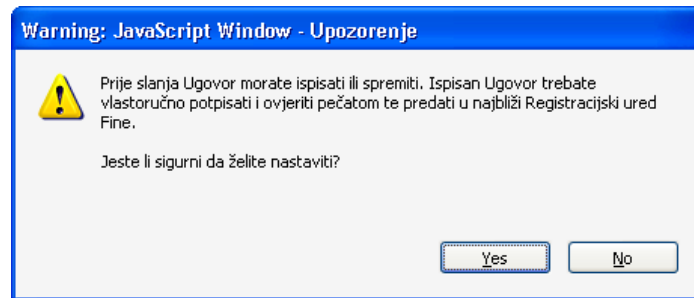 Warning: JavaScript Window - Upozorenje
Prije slanja Ugovor morate ispisati ili spremiti. Ispisan Ugovor trebate
vlastoručno potpisati i ovjeriti pečatom te predati u najbliži Registracijski ured
Fine.
Jeste li sigurni da želite nastaviti?
Yes No